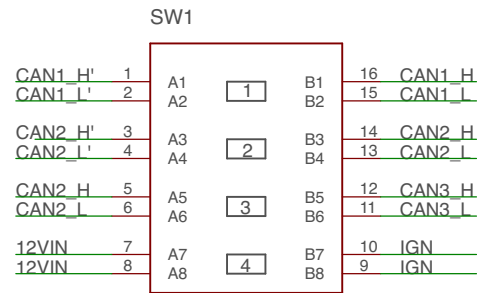 SW1
CAN1_H' 1 A1 1 B1 16 CAN1_H
CAN1_L' 2 A2 B2 15 CAN1_L
CAN2_H' 3 A3 2 B3 14 CAN2_H
CAN2_L' 4 A4 B4 13 CAN2_L
CAN2_H 5 A5 3 B5 12 CAN3_H
CAN2_L 6 A6 B6 11 CAN3_L
12VIN 7 A7 4 B7 10 IGN
12VIN 8 A8 B8 9 IGN